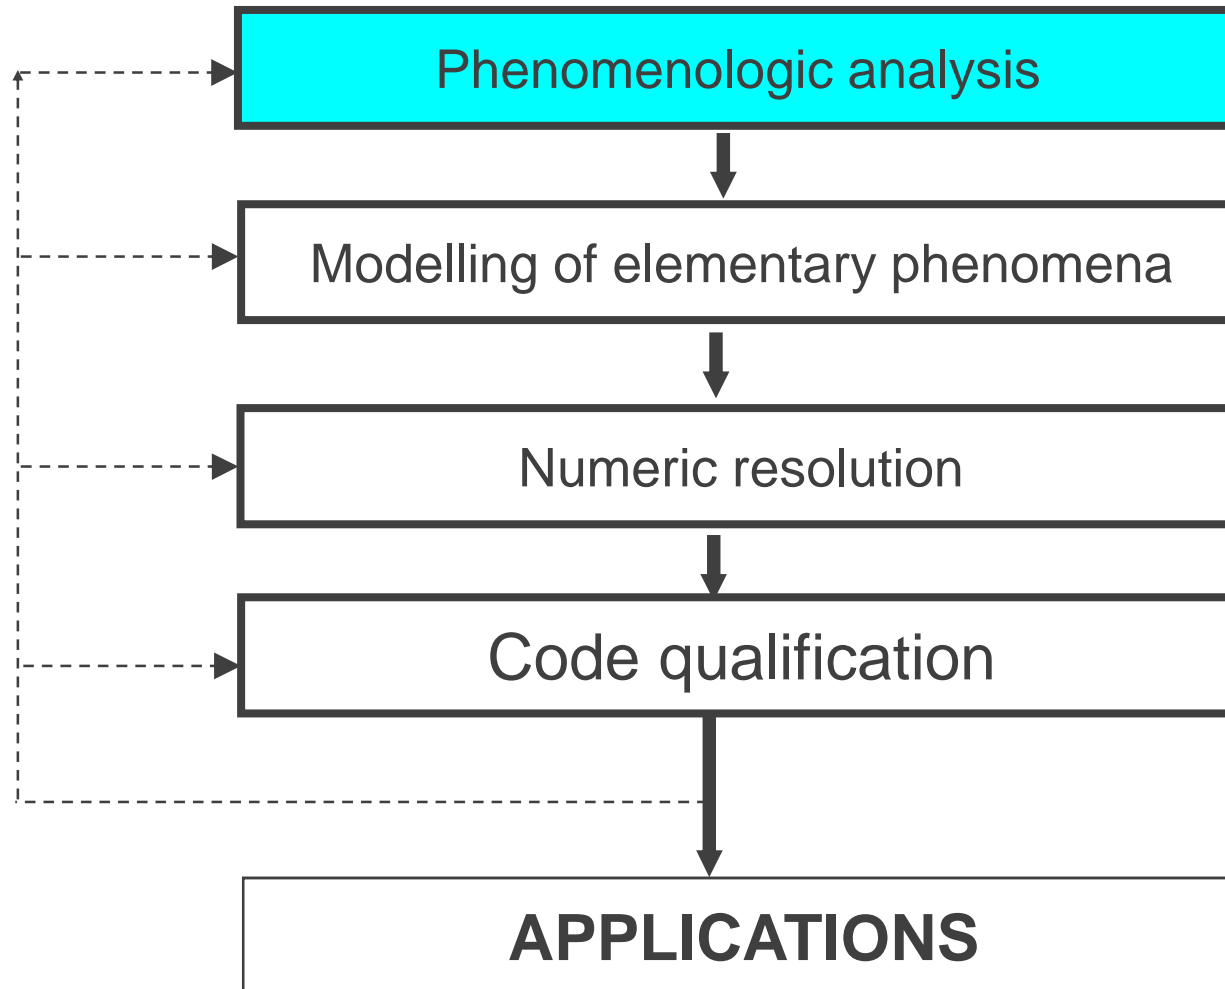 Phenomenologic analysis
Modelling of elementary phenomena
Numeric resolution
Code qualification
APPLICATIONS